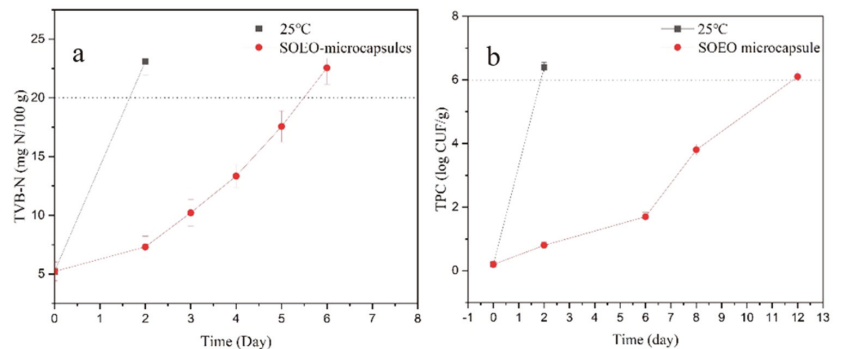 a
25°C
SOEO-microcapsules
TVB-N (mg N/100 g)
25
20
15
10
5
0 1 2 3 4 5 6 7 8
Time (Day)
b
25°C
SOEO microcapsule
TPC (log CUF/g)
8
6
4
2
0
-1 0 1 2 3 4 5 6 7 8 9 10 11 12 13
Time (day)